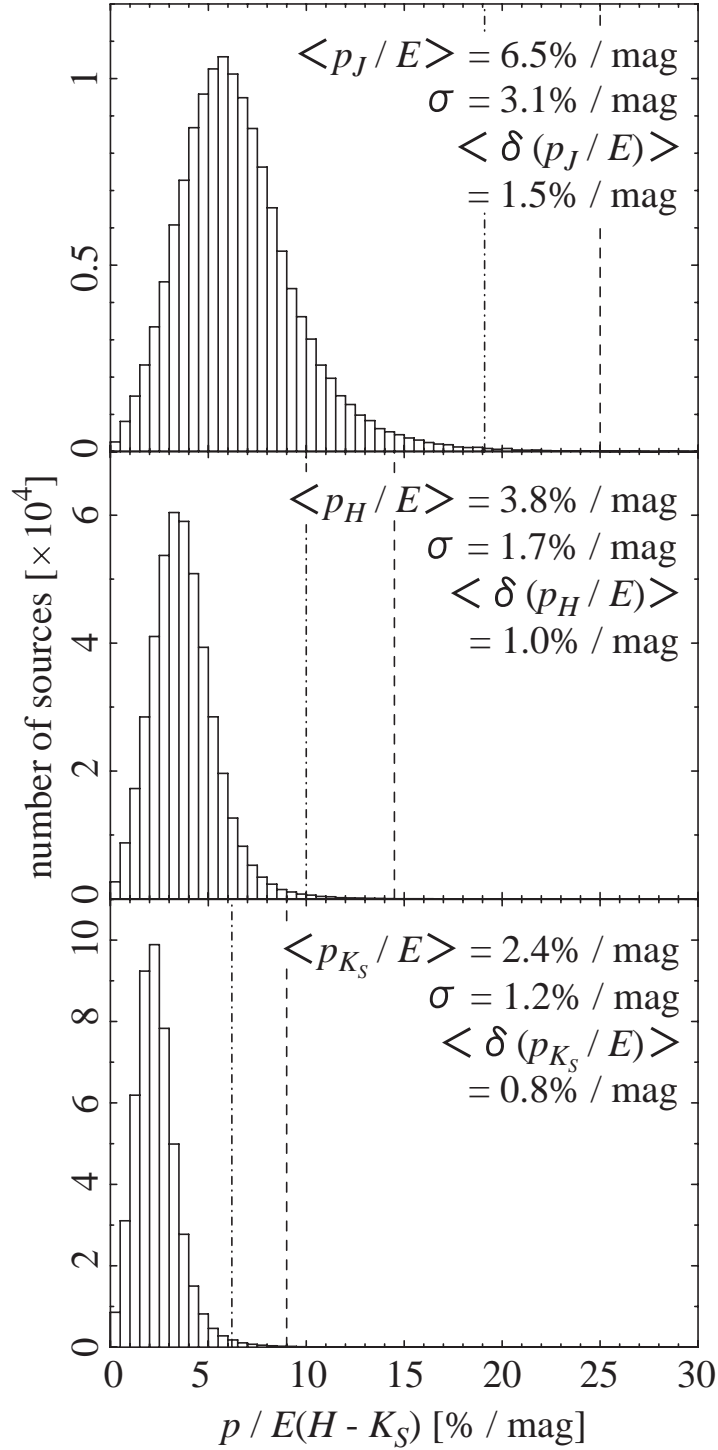 <p_J / E> = 6.5% / mag
σ = 3.1% / mag
< δ (p_J / E) >
= 1.5% / mag
1
0.5
0
<p_H / E> = 3.8% / mag
σ = 1.7% / mag
< δ (p_H / E) >
= 1.0% / mag
6
4
2
0
number of sources [×10^4]
<p_{K_S} / E> = 2.4% / mag
σ = 1.2% / mag
< δ (p_{K_S} / E) >
= 0.8% / mag
10
8
6
4
2
0
0 5 10 15 20 25 30
p / E(H - K_S) [% / mag]